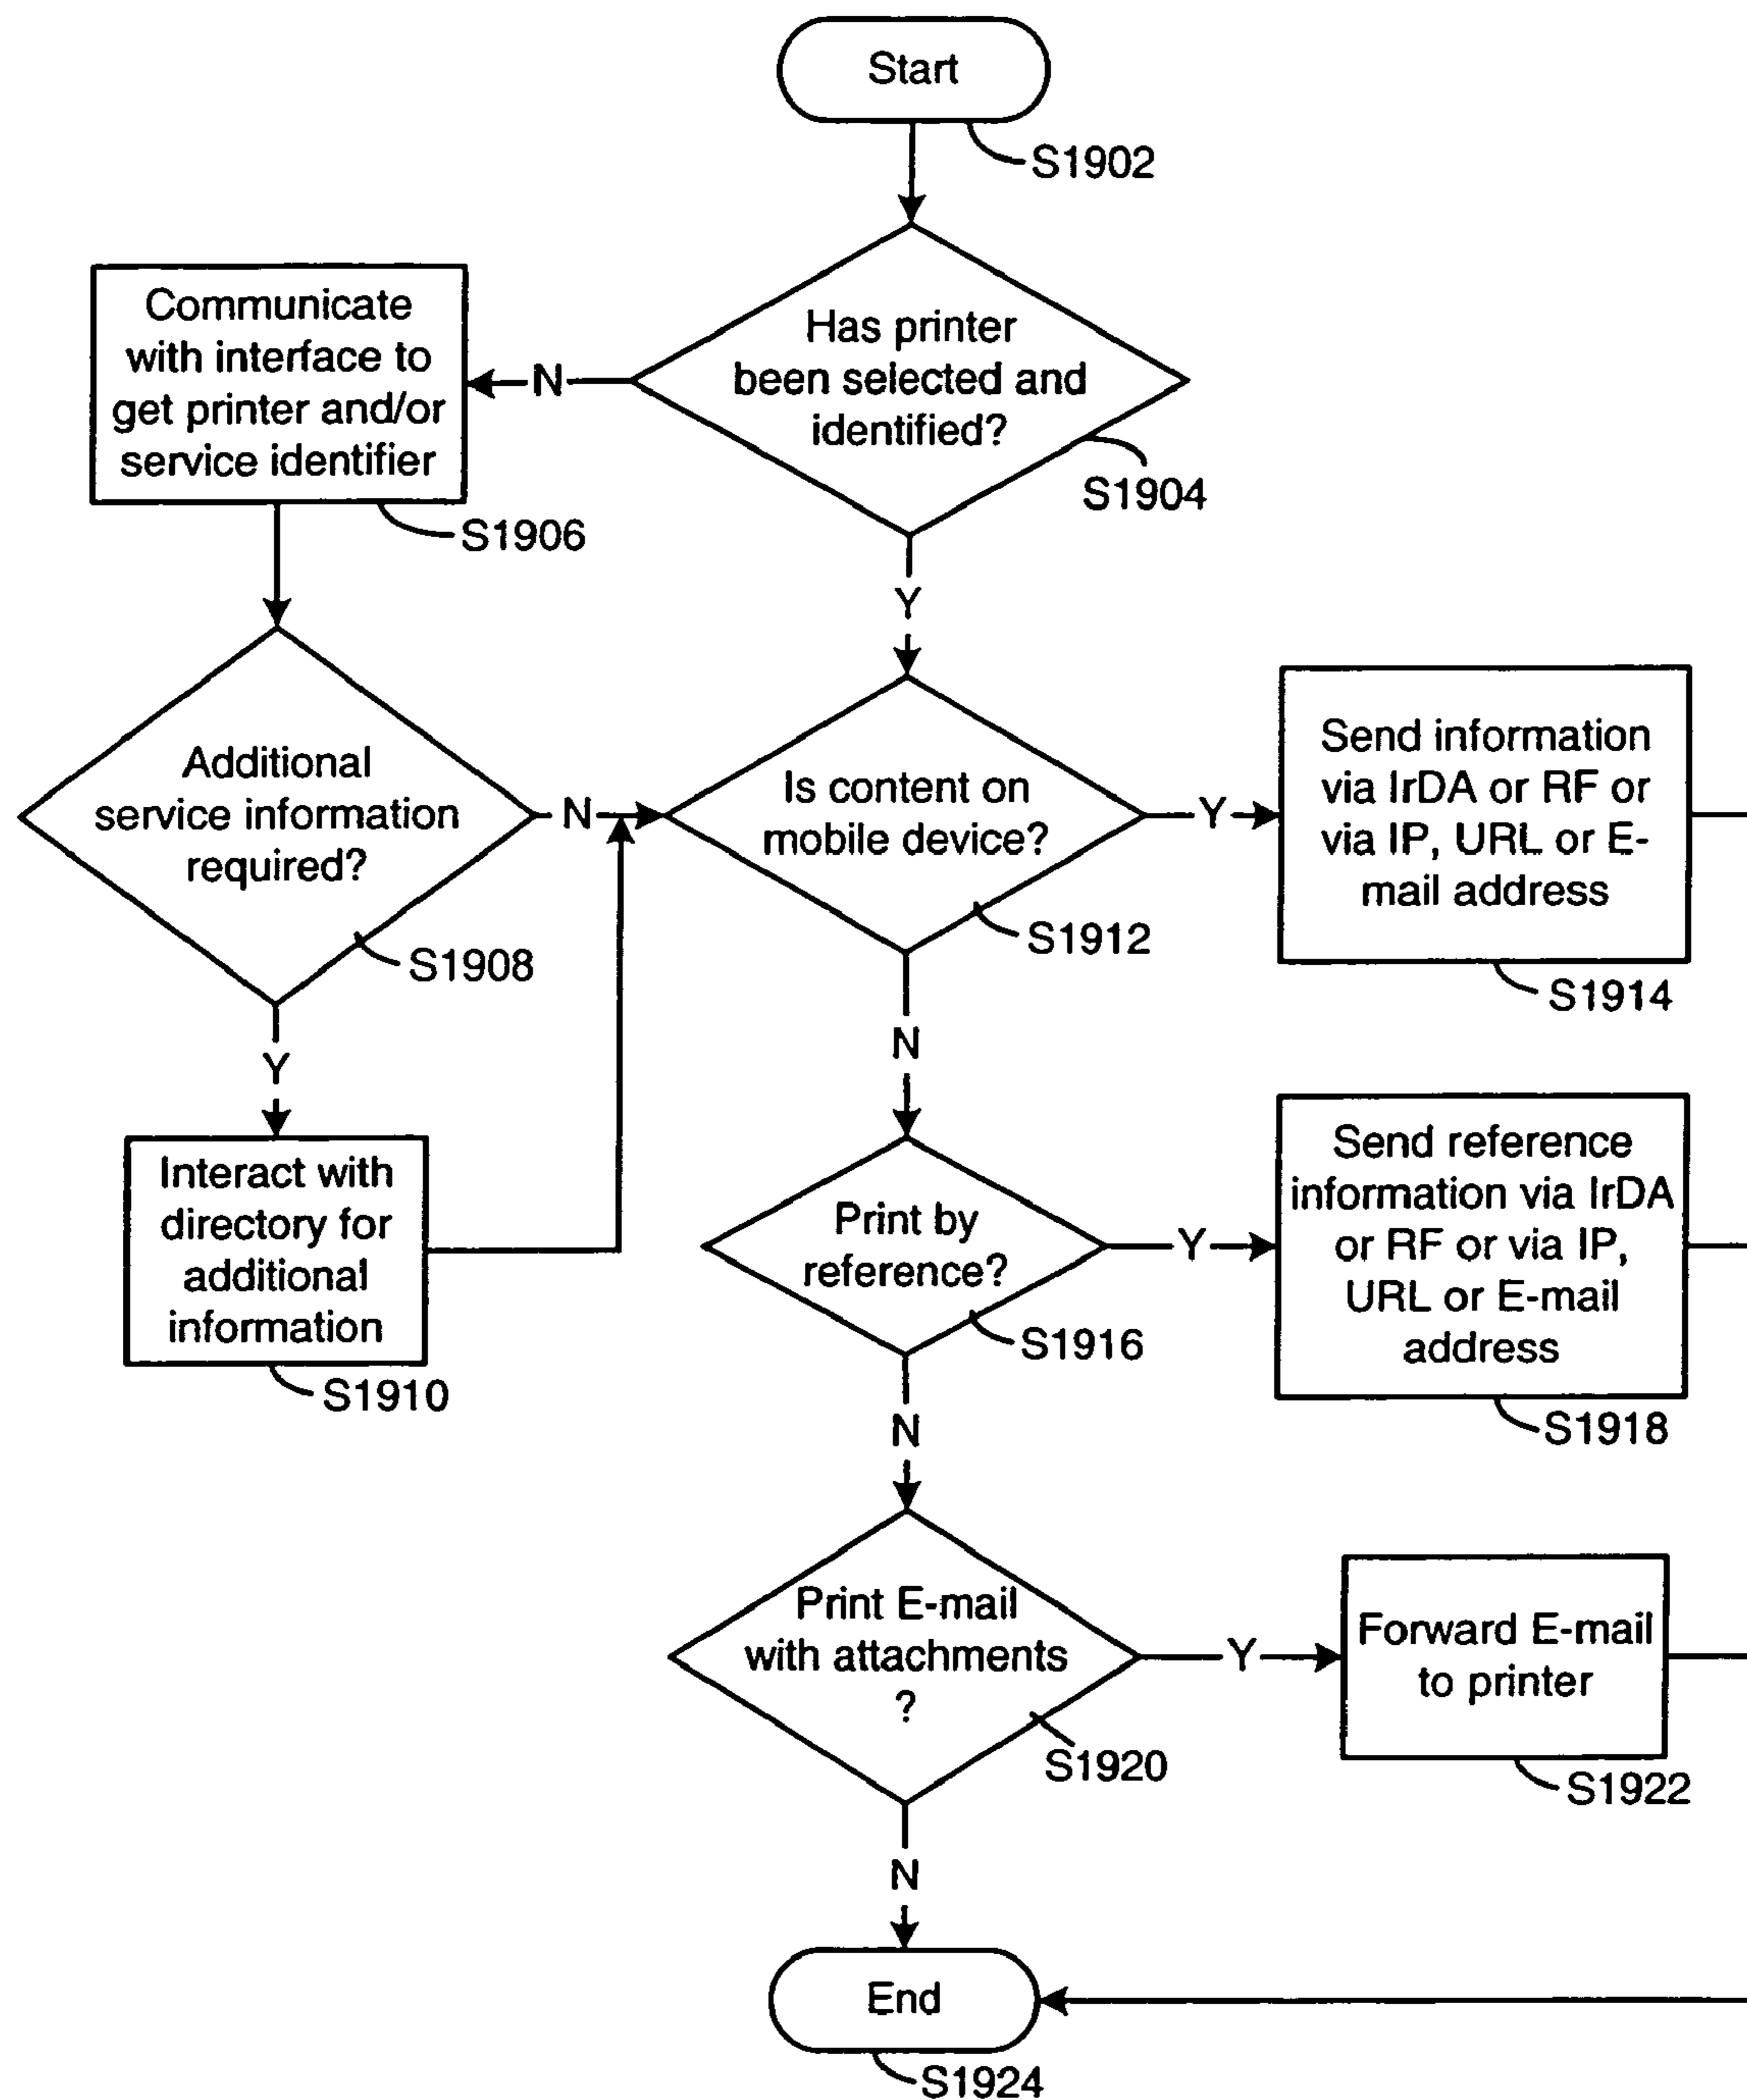 Start
S1902
Has printer
been selected and
identified?
S1904
N
Communicate
with interface to
get printer and/or
service identifier
S1906
Y
Additional
service information
required?
S1908
N
Y
Interact with
directory for
additional
information
S1910
Is content on
mobile device?
S1912
Y
Send information
via IrDA or RF or
via IP, URL or E-
mail address
S1914
N
Print by
reference?
S1916
Y
Send reference
information via IrDA
or RF or via IP,
URL or E-mail
address
S1918
N
Print E-mail
with attachments
?
S1920
Y
Forward E-mail
to printer
S1922
N
End
S1924